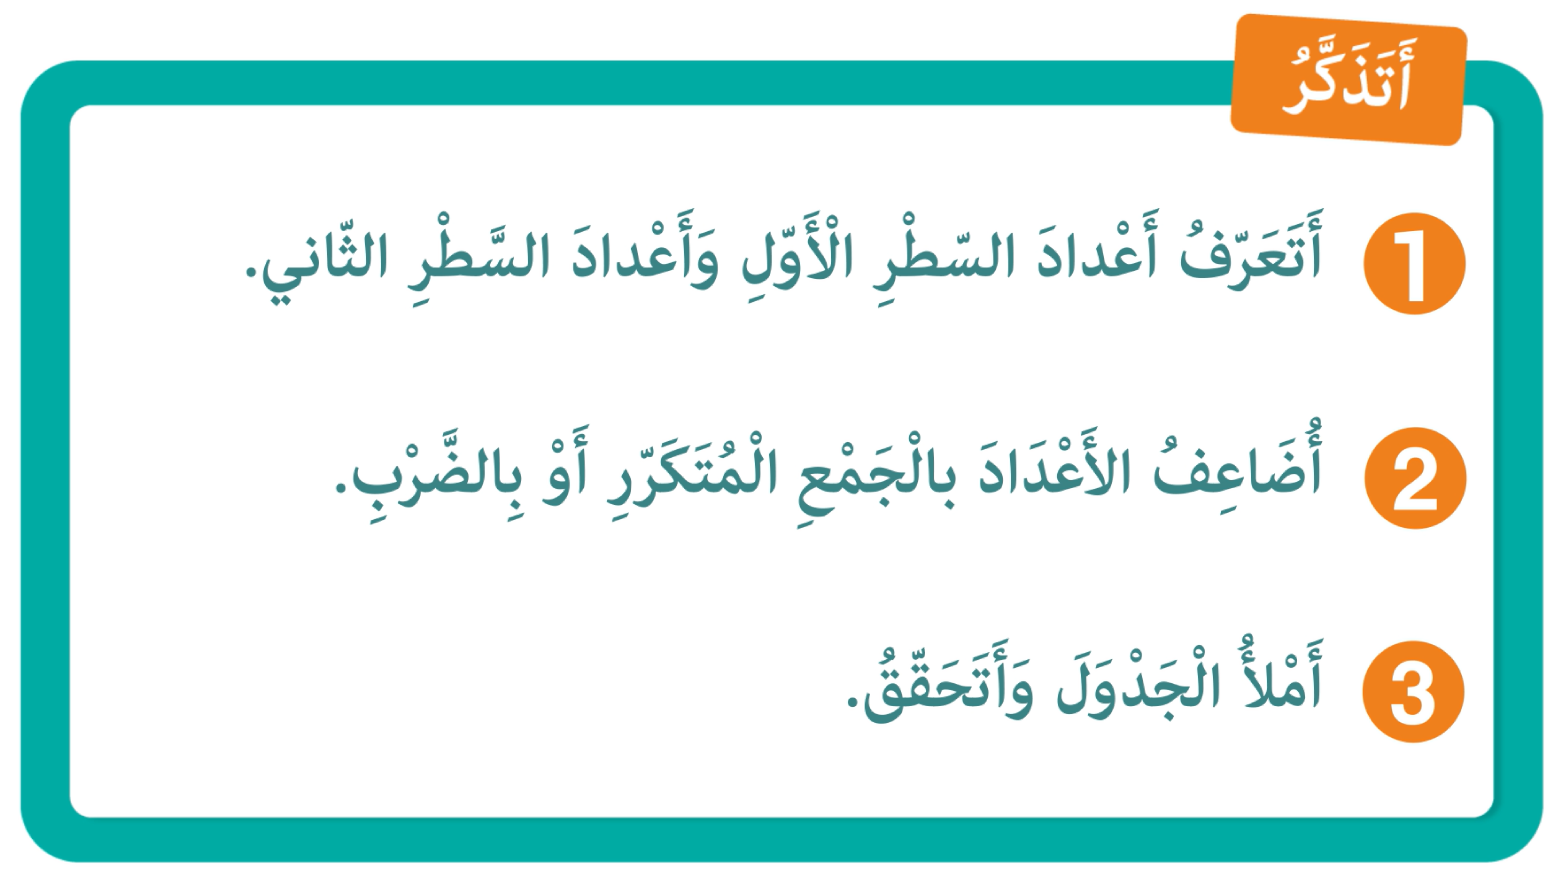 أَتَذَكَّرُ
1 أَتَعَرّفُ أَعْدادَ السّطْرِ الْأَوّلِ وَأَعْدادَ السَّطْرِ الثّاني.
2 أُضَاعِفُ الأَعْدَادَ بالْجَمْعِ الْمُتَكَرّرِ أَوْ بِالضَّرْبِ.
3 أَمْلأُ الْجَدْوَلَ وَأَتَحَقّقُ.